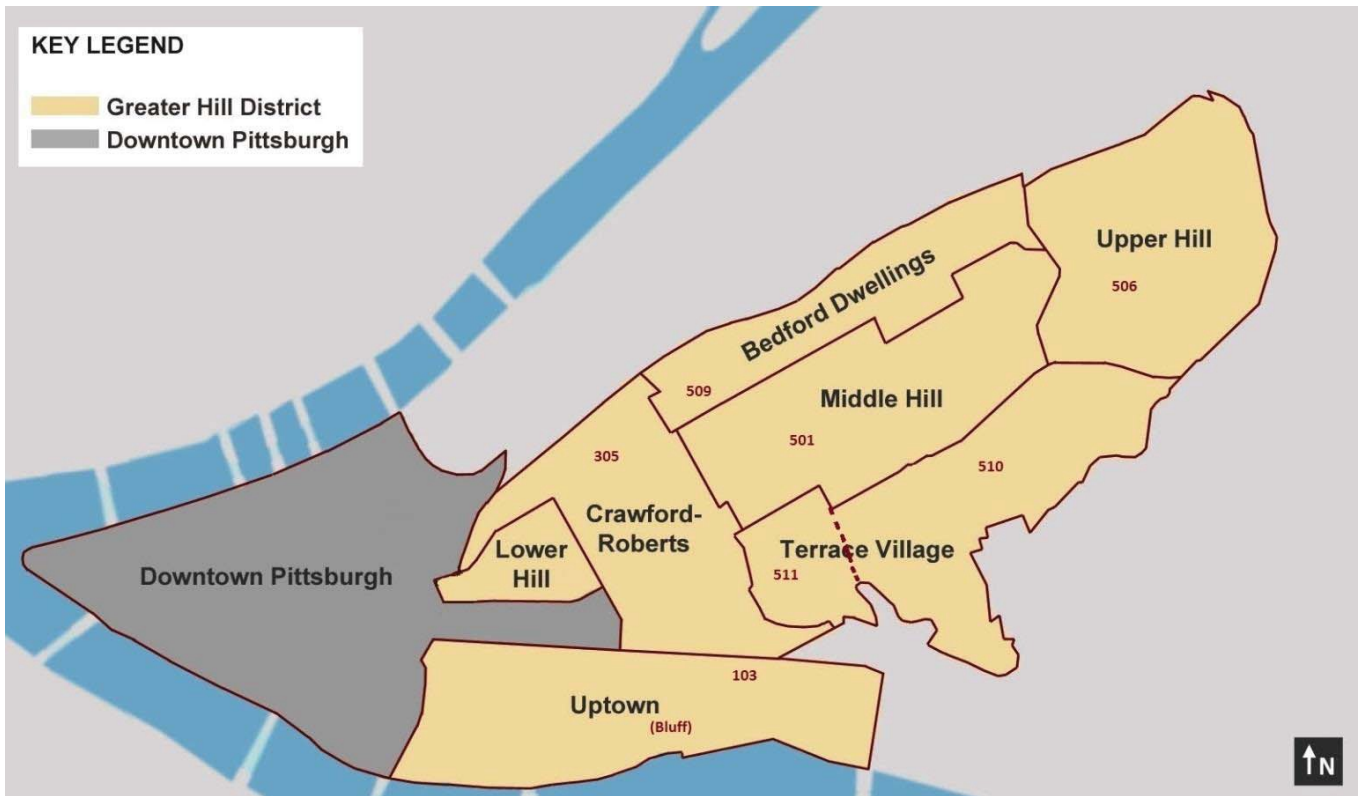 KEY LEGEND
Greater Hill District
Downtown Pittsburgh
Upper Hill
506
Bedford Dwellings
509
Middle Hill
501
305
510
Crawford-
Roberts
Lower
Hill
Terrace Village
511
Downtown Pittsburgh
103
Uptown
(Bluff)
N